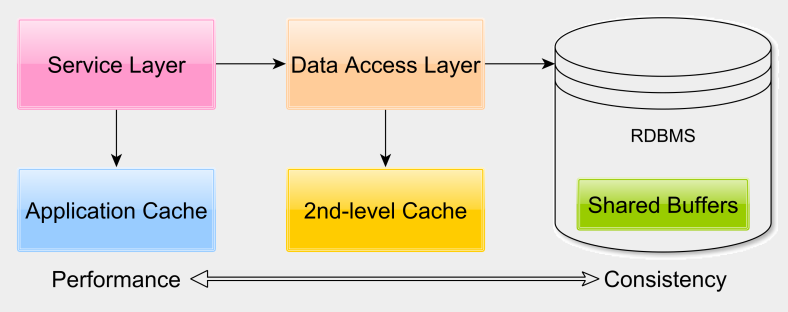 Service Layer
Data Access Layer
RDBMS
Application Cache
2nd-level Cache
Shared Buffers
Performance
Consistency